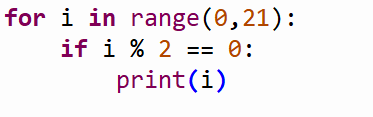 for i in range(0,21):
    if i % 2 == 0:
        print(i)